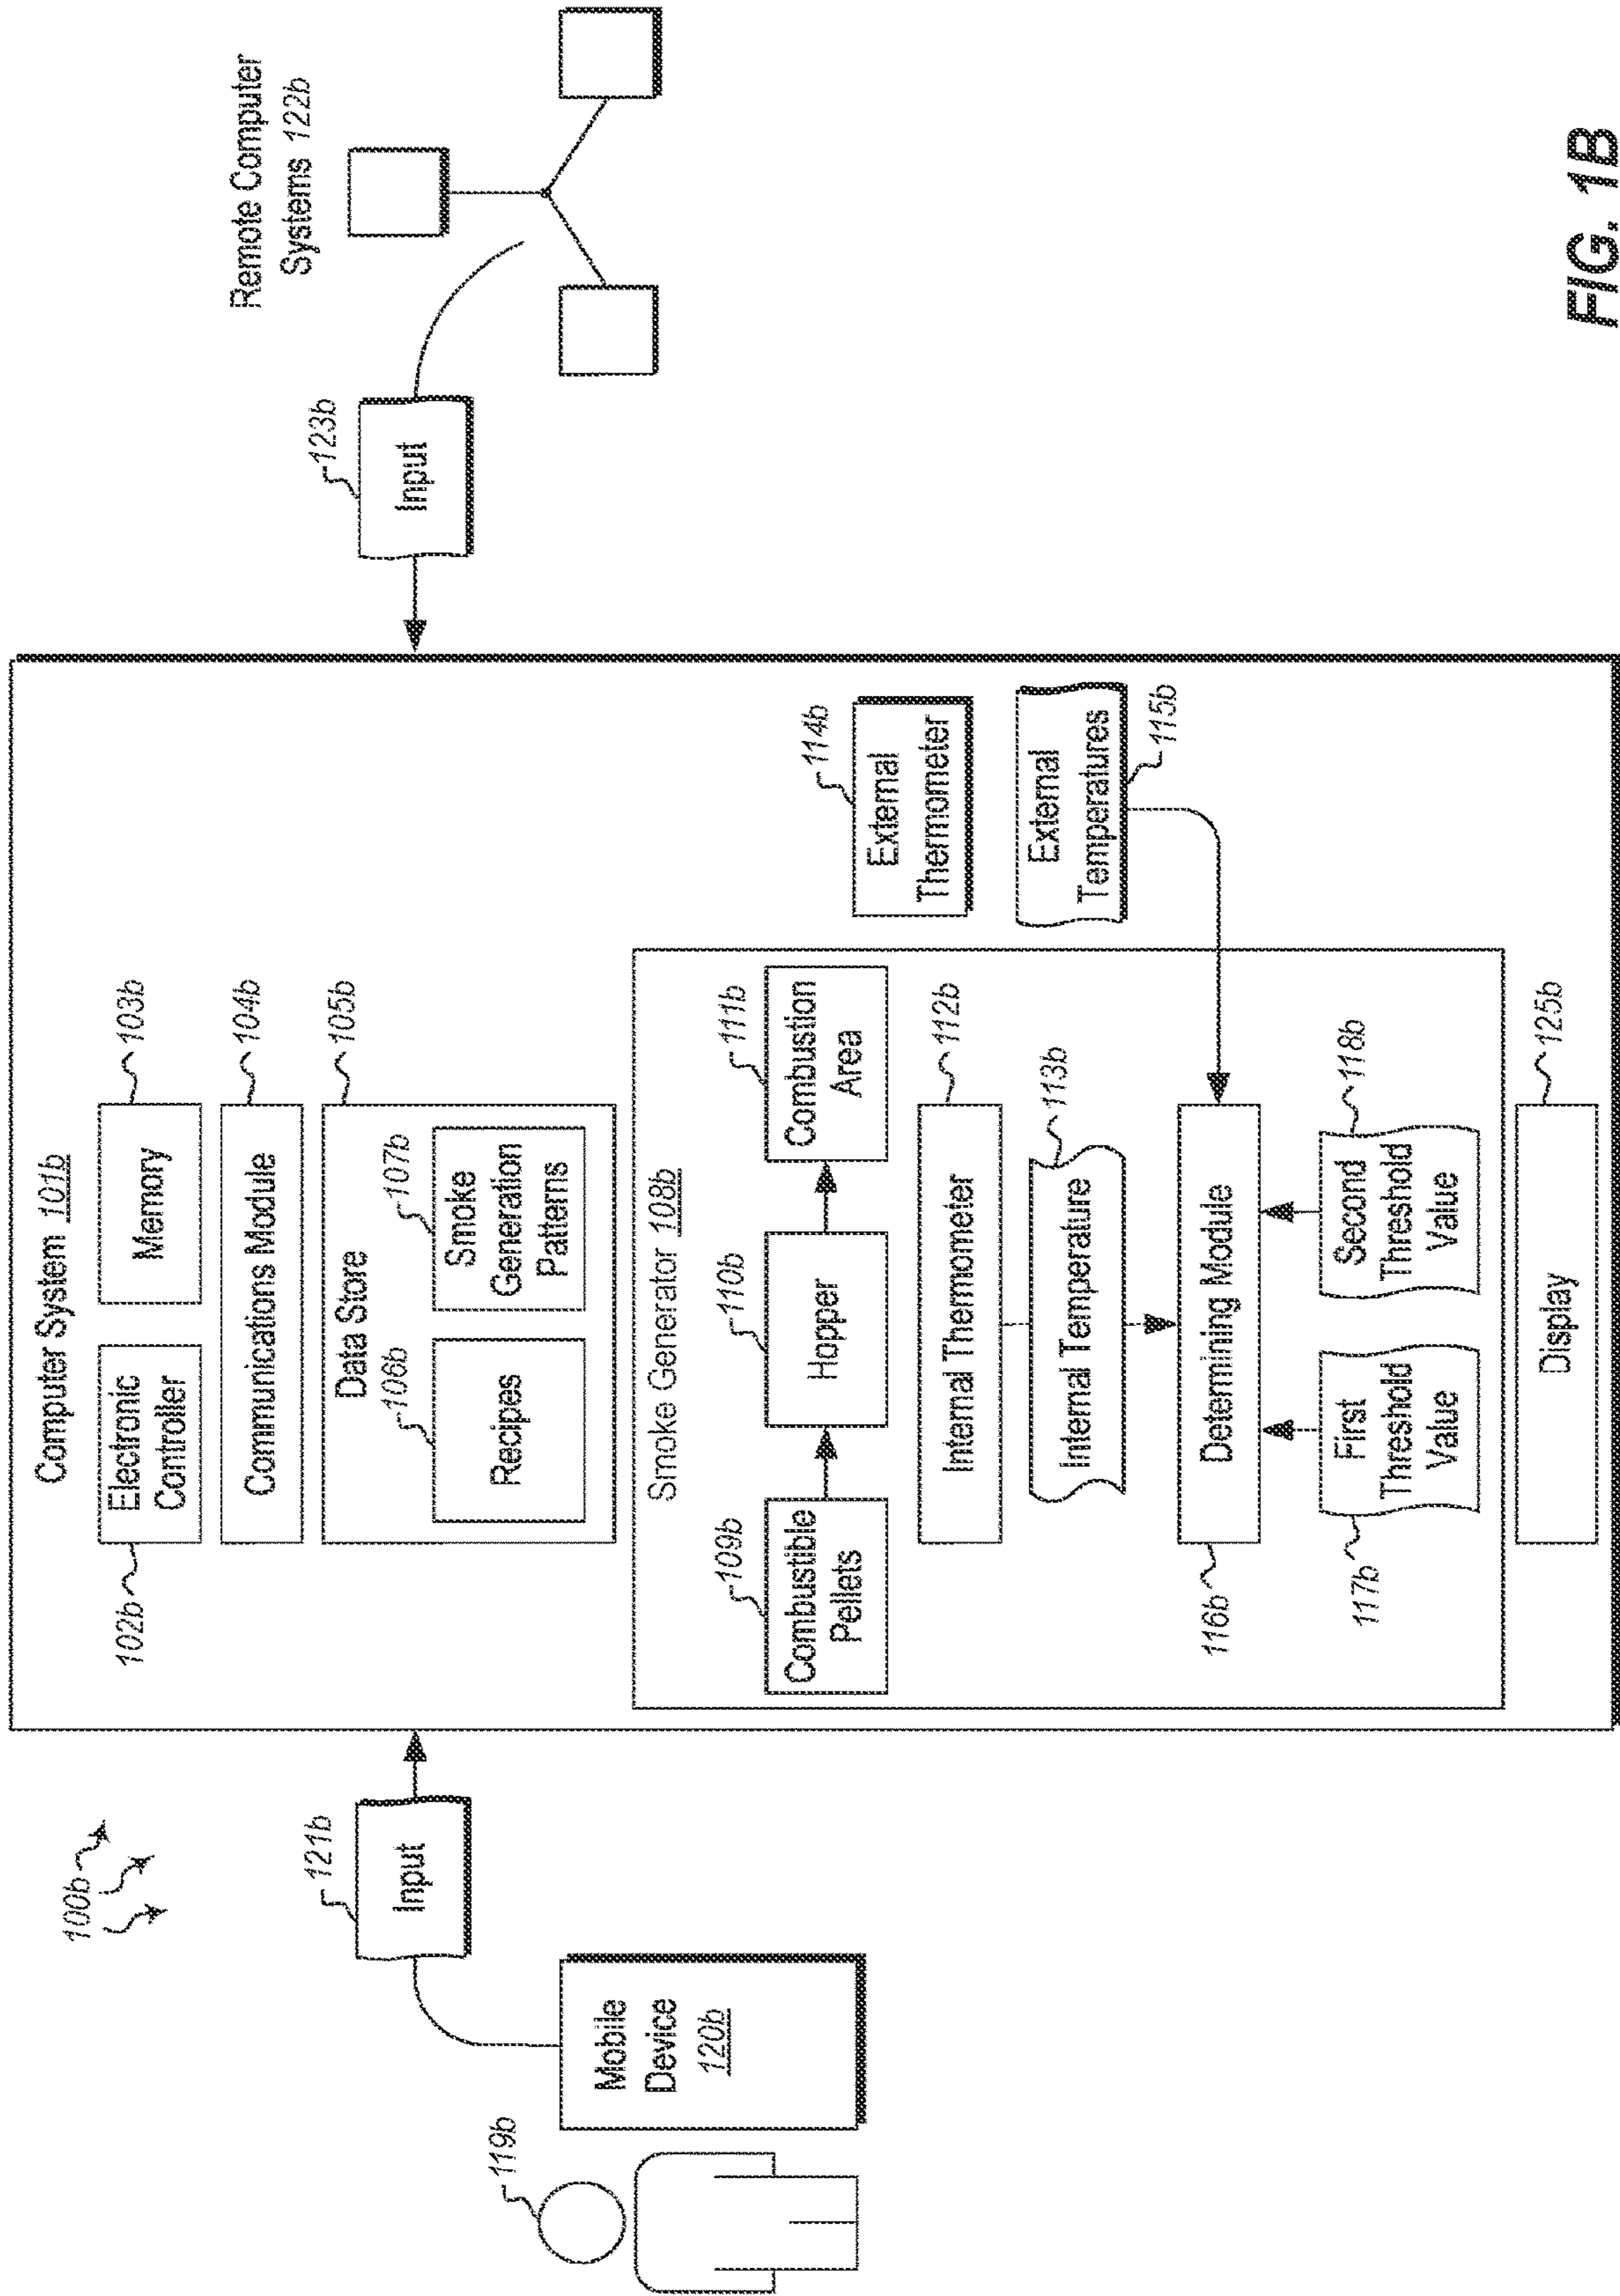 100b
119b
Mobile
Device
120b
121b
Input
Computer System 101b
102b
Electronic
Controller
Memory
103b
Communications Module
104b
Data Store
105b
106b
Recipes
107b
Smoke
Generation
Patterns
Smoke Generator 108b
109b
Combustible
Pellets
110b
Hopper
111b
Combustion
Area
Internal Thermometer
112b
Internal Temperature
113b
116b
Determining Module
117b
First
Threshold
Value
118b
Second
Threshold
Value
Display
125b
114b
External
Thermometer
External
Temperatures
115b
123b
Input
Remote Computer
Systems 122b
FIG. 1B